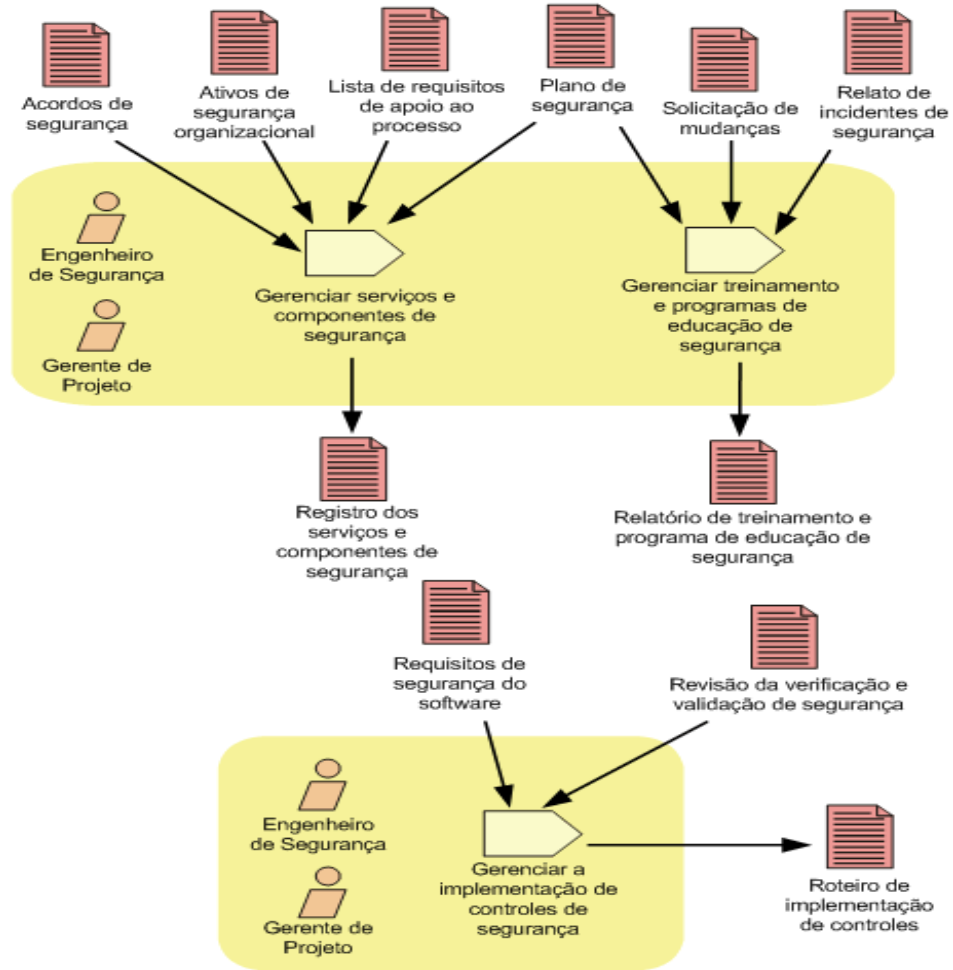 Acordos de
segurança
Ativos de
segurança
organizacional
Lista de requisitos
de apoio ao
processo
Plano de
segurança
Solicitação de
mudanças
Relato de
incidentes de
segurança
Engenheiro
de Segurança
Gerente de
Projeto
Gerenciar serviços e
componentes de
segurança
Gerenciar treinamento
e programas de
educação de
segurança
Registro dos
serviços e
componentes de
segurança
Relatório de treinamento e
programa de educação de
segurança
Requisitos de
segurança do
software
Revisão da verificação e
validação de segurança
Engenheiro
de Segurança
Gerente de
Projeto
Gerenciar a
implementação de
controles de
segurança
Roteiro de
implementação
de controles